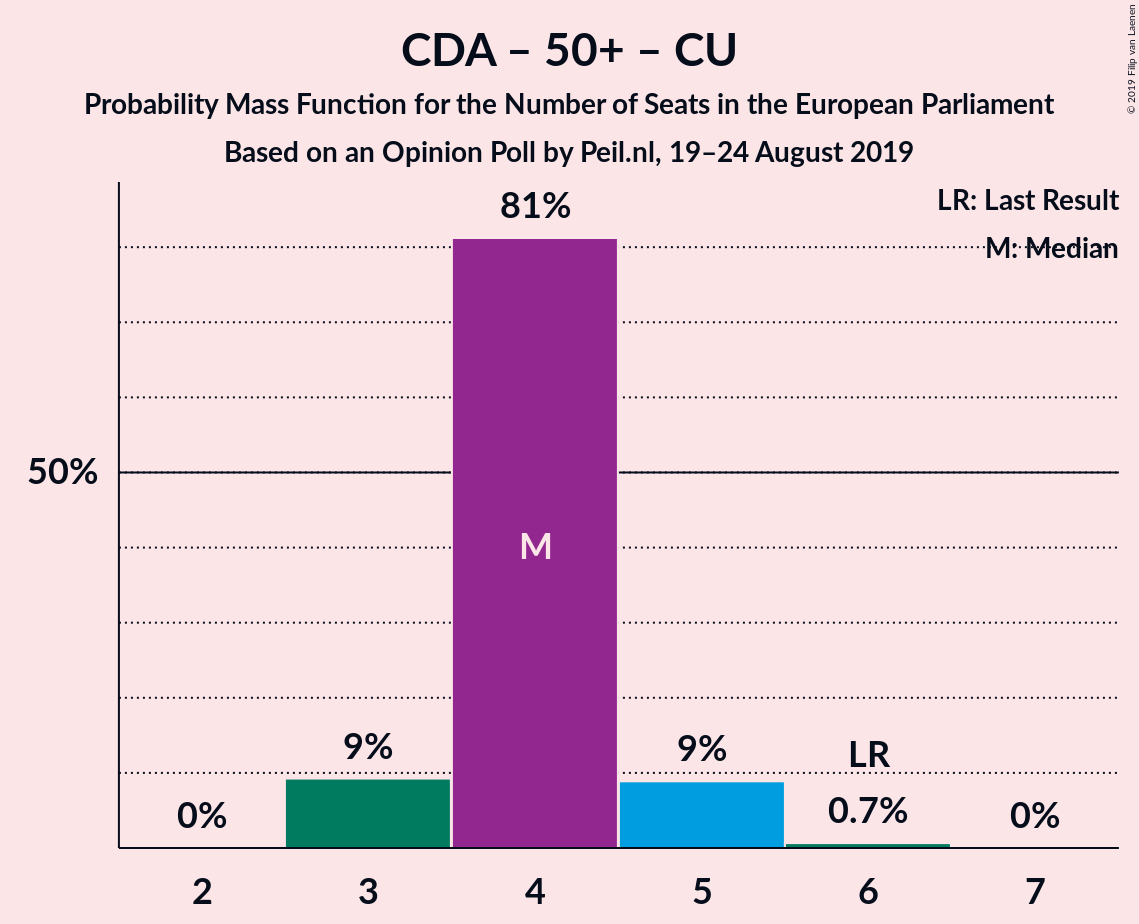 CDA – 50+ – CU
Probability Mass Function for the Number of Seats in the European Parliament
Based on an Opinion Poll by Peil.nl, 19–24 August 2019
© 2019 Filip van Laenen
LR: Last Result
M: Median
81%
50%
M
9%
9%
LR
0%
0.7%
0%
2 3 4 5 6 7